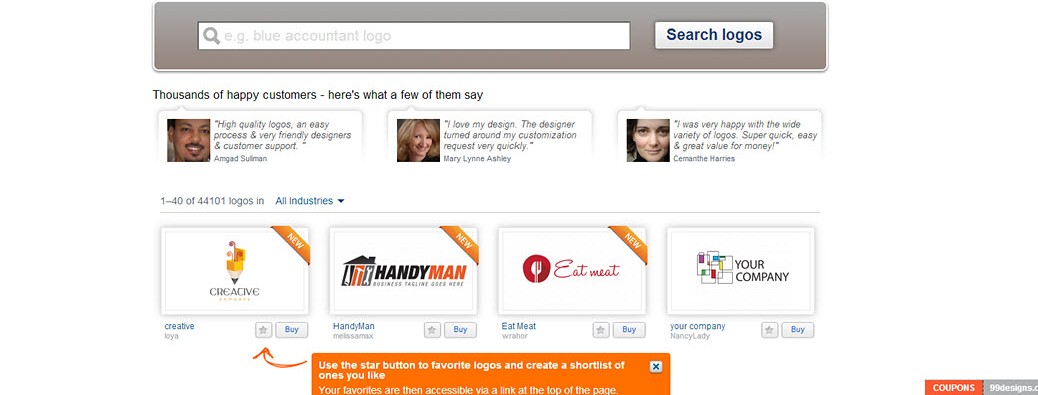 e.g. blue accountant logo
Search logos
Thousands of happy customers - here's what a few of them say
"High quality logos, an easy
process & very friendly designers
& customer support. "
Amgad Suliman
"I love my design. The designer
turned around my customization
request very quickly."
Mary Lynne Ashley
"I was very happy with the wide
variety of logos. Super quick, easy
& great value for money!"
Cemanthe Harries
1–40 of 44101 logos in All Industries
NEW
CREATIVE
COMPANY
creative
loya
Buy
NEW
HANDYMAN
BUSINESS TAGLINE GOES HERE
HandyMan
melissamax
Buy
NEW
Eat meat
Eat Meat
wrahor
Buy
YOUR
COMPANY
your company
NancyLady
Buy
Use the star button to favorite logos and create a shortlist of
ones you like
Your favorites are then accessible via a link at the top of the page.
COUPONS 99designs.c